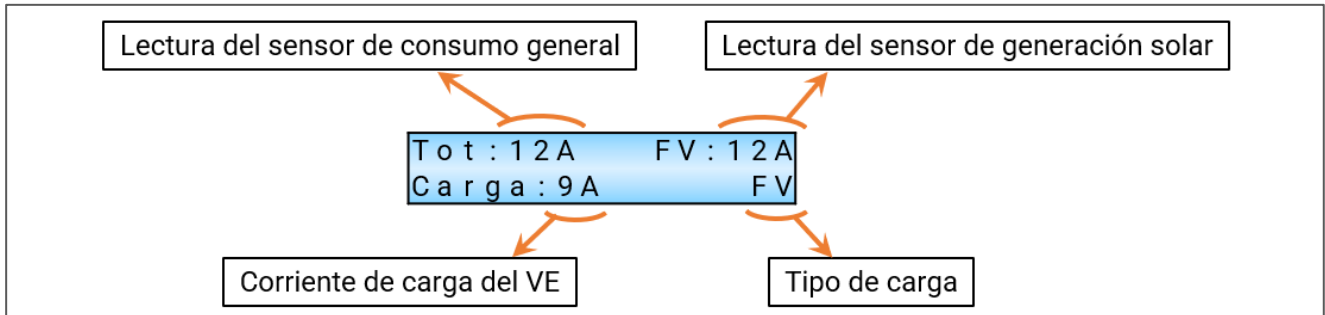 Lectura del sensor de consumo general
Lectura del sensor de generación solar
Tot:12A FV:12A
Carga:9A FV
Corriente de carga del VE
Tipo de carga